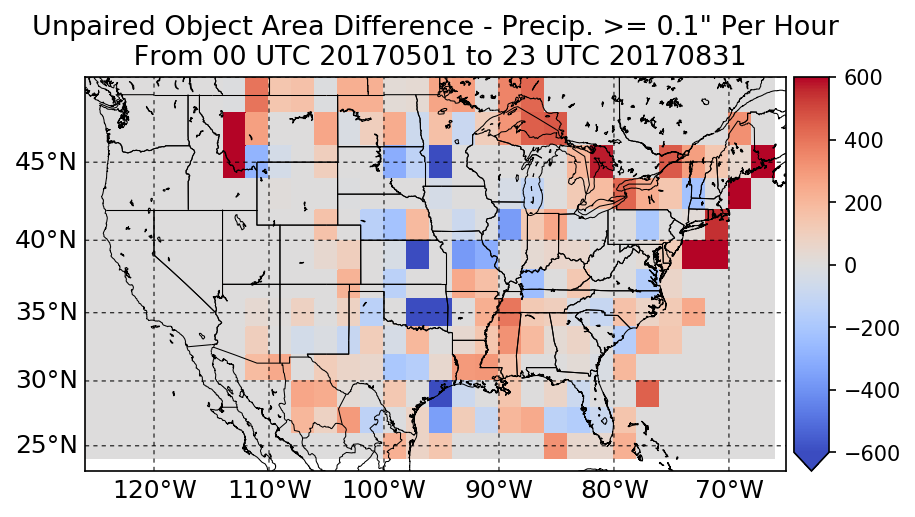 Unpaired Object Area Difference - Precip. >= 0.1" Per Hour
From 00 UTC 20170501 to 23 UTC 20170831
600
400
45°N
200
40°N
0
35°N
−200
30°N
−400
25°N
−600
120°W 110°W 100°W 90°W 80°W 70°W